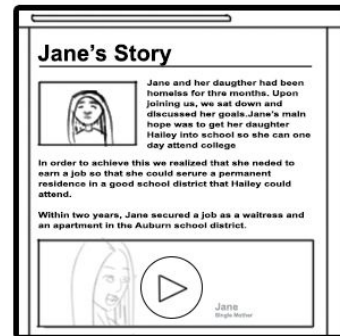 Jane's Story
Jane and her daugther had been
homelss for thre months. Upon
joining us, we sat down and
discussed her goals.Jane's main
hope was to get her daughter
Hailey into school so she can one
day attend college
In order to achieve this we realized that she neded to
earn a job so that she could serure a permanent
residence in a good school district that Hailey could
attend.
Within two years, Jane secured a job as a waitress and
an apartment in the Auburn school district.
Jane
Single Mother